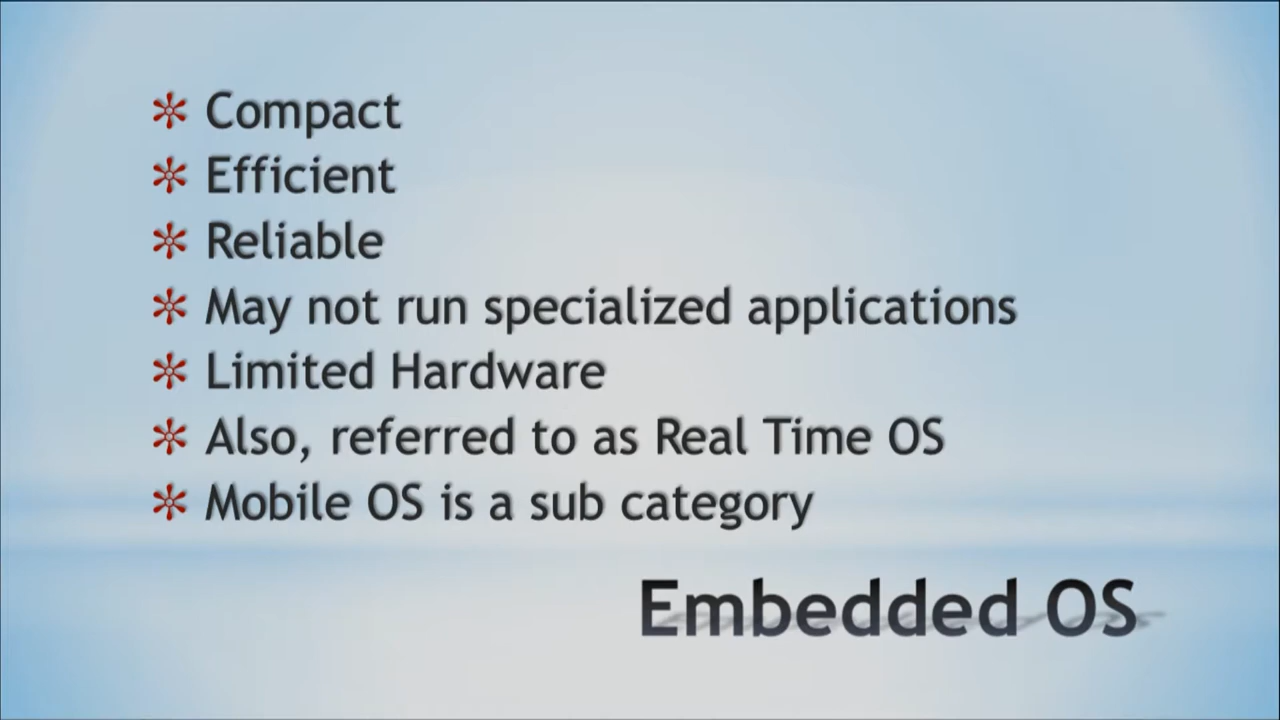 Compact
Efficient
Reliable
May not run specialized applications
Limited Hardware
Also, referred to as Real Time OS
Mobile OS is a sub category
Embedded OS